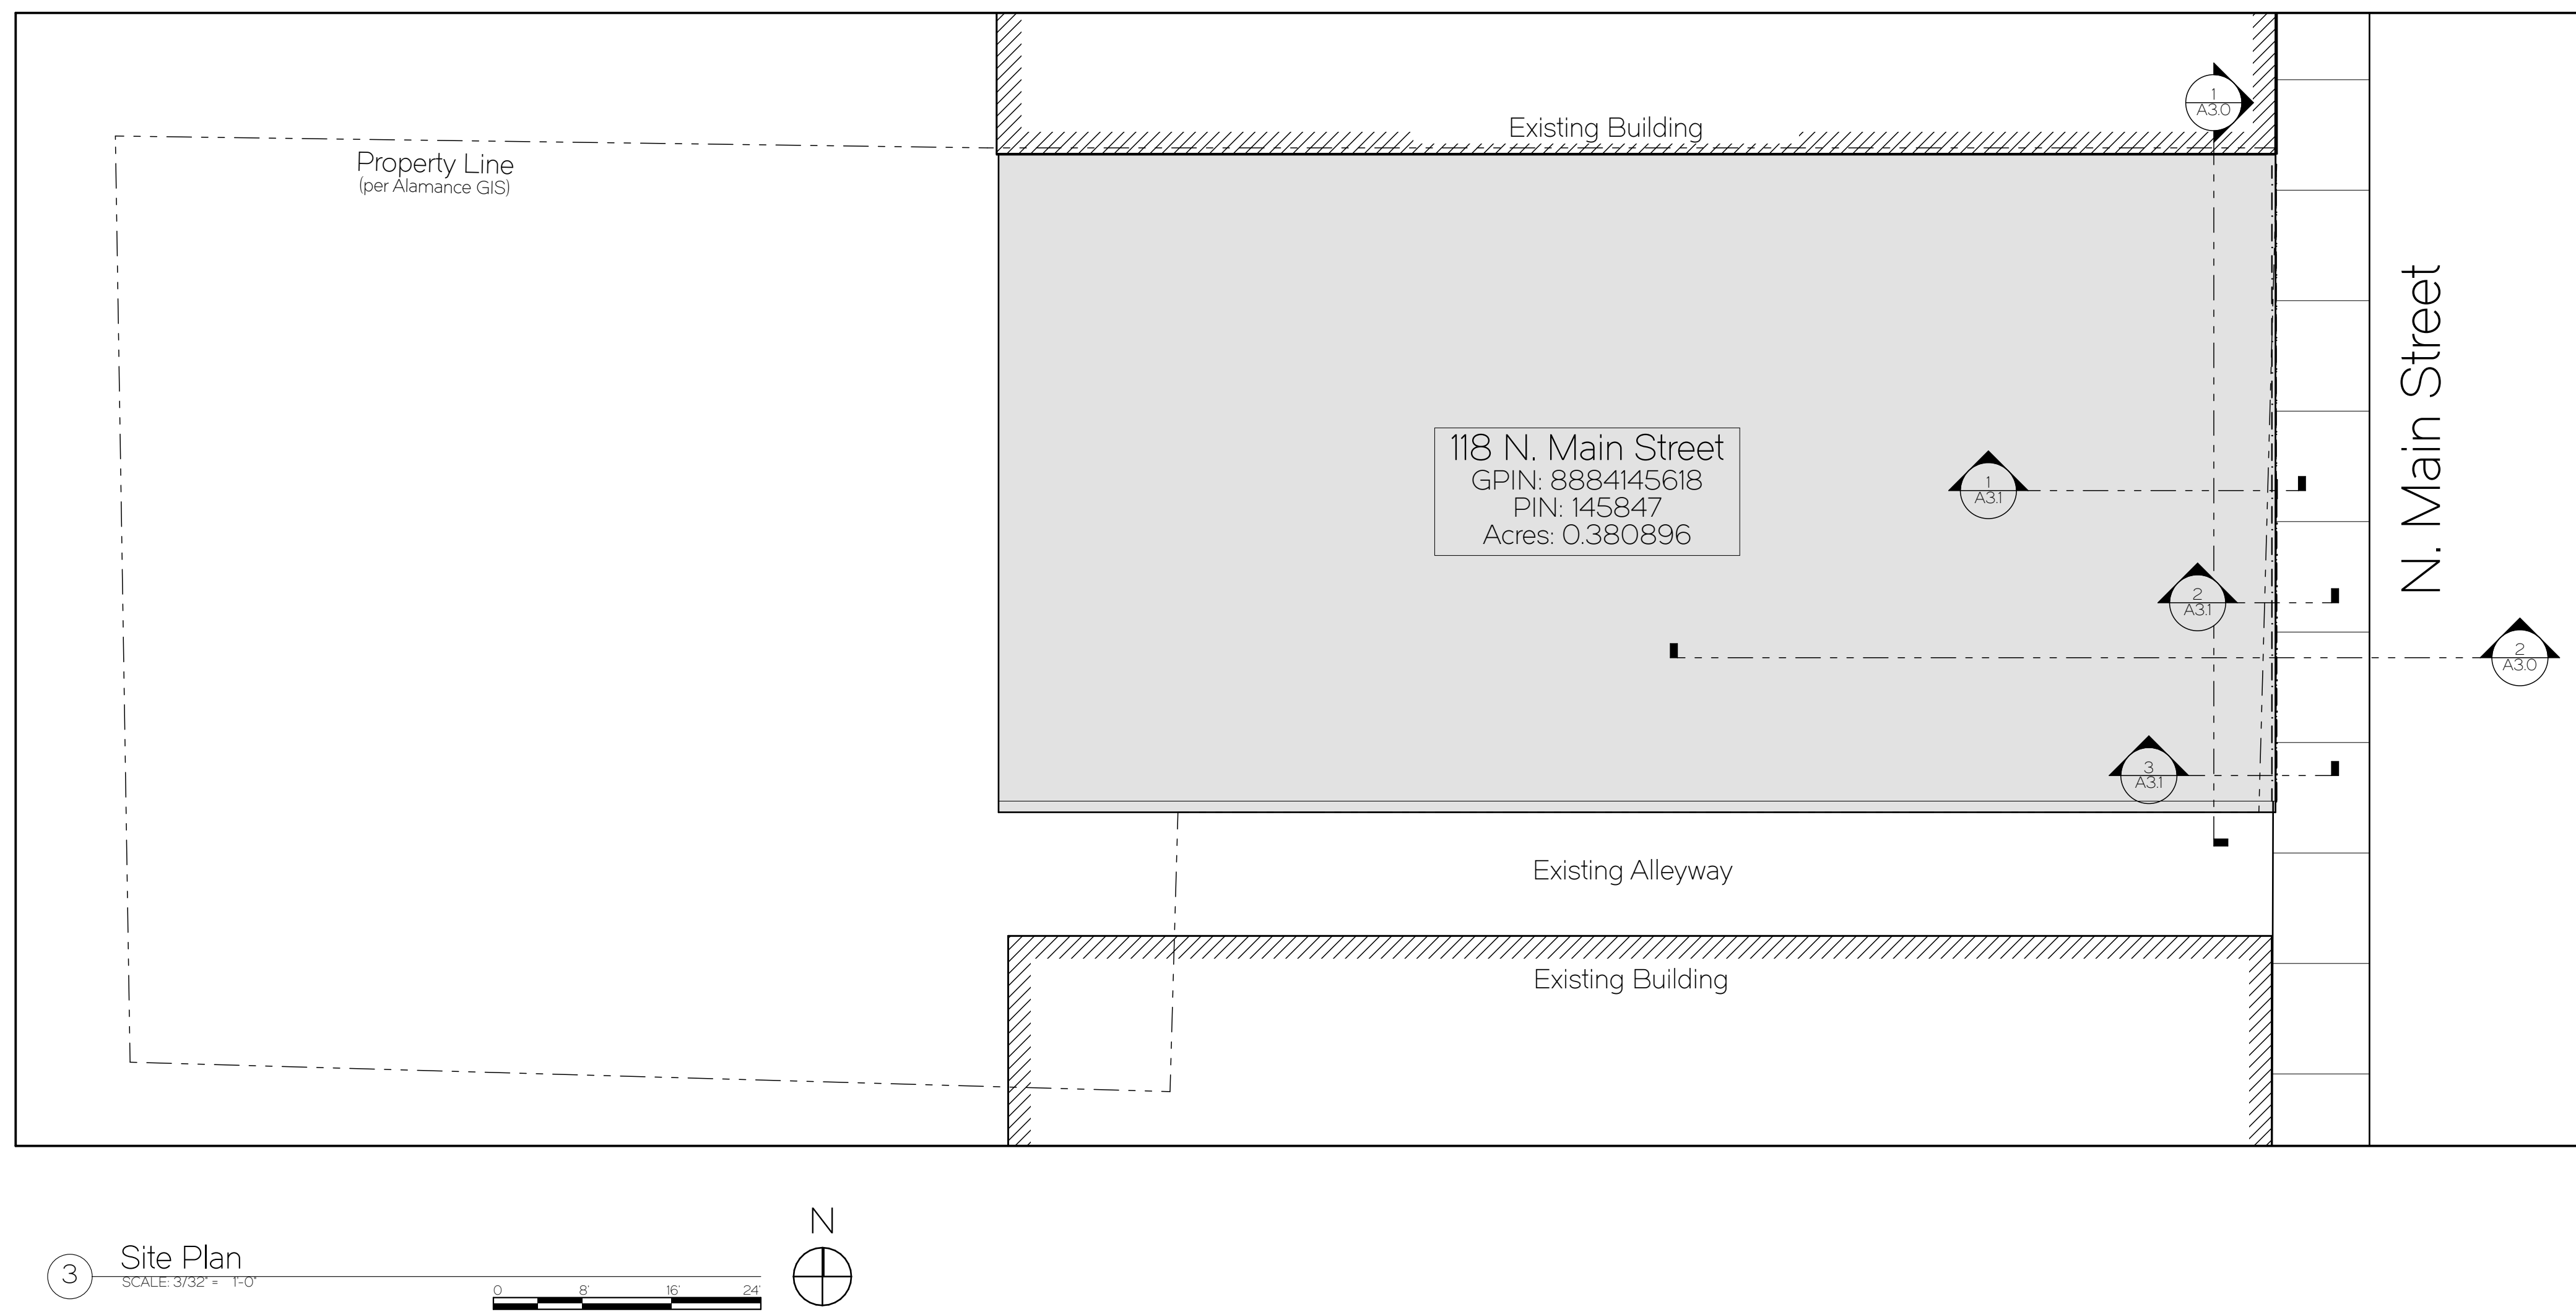 1
A3.0
Existing Building
Property Line
(per Alamance GIS)
N. Main Street
118 N. Main Street
GPIN: 8884145618
PIN: 145847
Acres: 0.380896
1
A3.1
2
A3.1
2
A3.0
3
A3.1
Existing Alleyway
Existing Building
N
3
Site Plan
SCALE: 3/32" = 1'-0"
0 8' 16' 24'